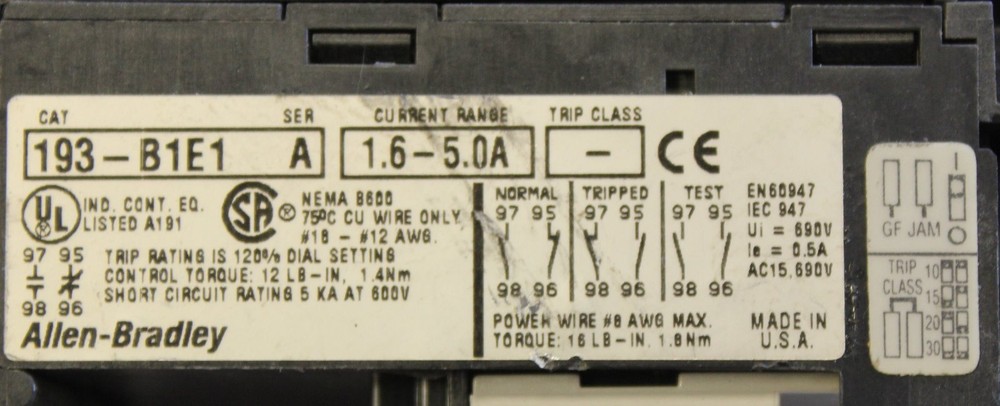 CAT SER CURRENT RANGE TRIP CLASS
193-B1E1 A 1.6-5.0A - CE
UL IND. CONT. EQ.
LISTED A191
SA ® NEMA B600
75°C CU WIRE ONLY
#18 - #12 AWG.
97 95 TRIP RATING IS 120% DIAL SETTING
CONTROL TORQUE: 12 LB-IN, 1.4Nm
SHORT CIRCUIT RATING 5 KA AT 600V
98 96
Allen-Bradley
NORMAL TRIPPED TEST
97 95 97 95 97 95
98 96 98 96 98 96
POWER WIRE #8 AWG MAX.
TORQUE: 16 LB-IN. 1.8Nm
EN60947
IEC 947
Ui = 690V
Ie = 0.5A
AC15,690V
MADE IN
U.S.A.
GF JAM
TRIP
CLASS
10
15
20
30